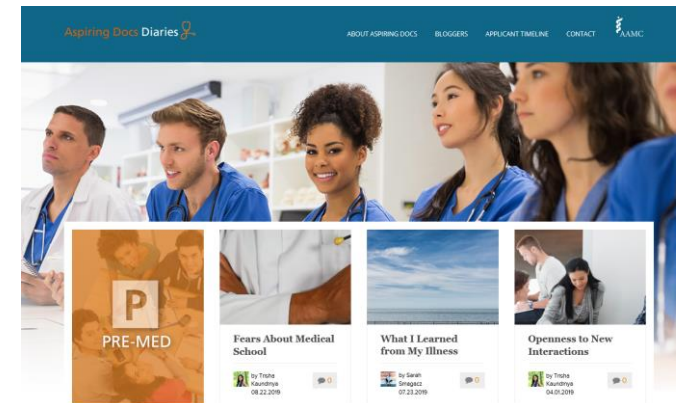 Aspiring Docs Diaries
ABOUT ASPIRING DOCS BLOGGERS APPLICANT TIMELINE CONTACT AAMC
P
PRE-MED
Fears About Medical
School
by Trisha
Kaundinya
08.22.2019
0
What I Learned
from My Illness
by Sarah
Smagacz
07.23.2019
0
Openness to New
Interactions
by Trisha
Kaundinya
04.01.2019
0